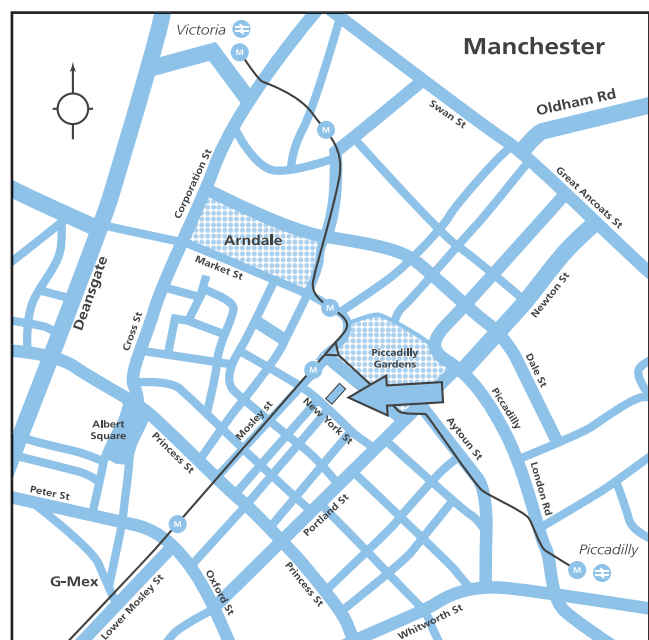 Victoria
Manchester
M
Swan St
Oldham Rd
M
Great Ancoats St
Corporation St
Arndale
Market St
Deansgate
Newton St
M
Cross St
Piccadilly
Gardens
M
Dale St
Piccadilly
Mosley st
New York St
Aytoun St
Albert
Square
Princess St
London Rd
Peter St
Portland St
M
Piccadilly
M
G-Mex
Oxford St
Princess St
Lower Mosley St
Whitworth St